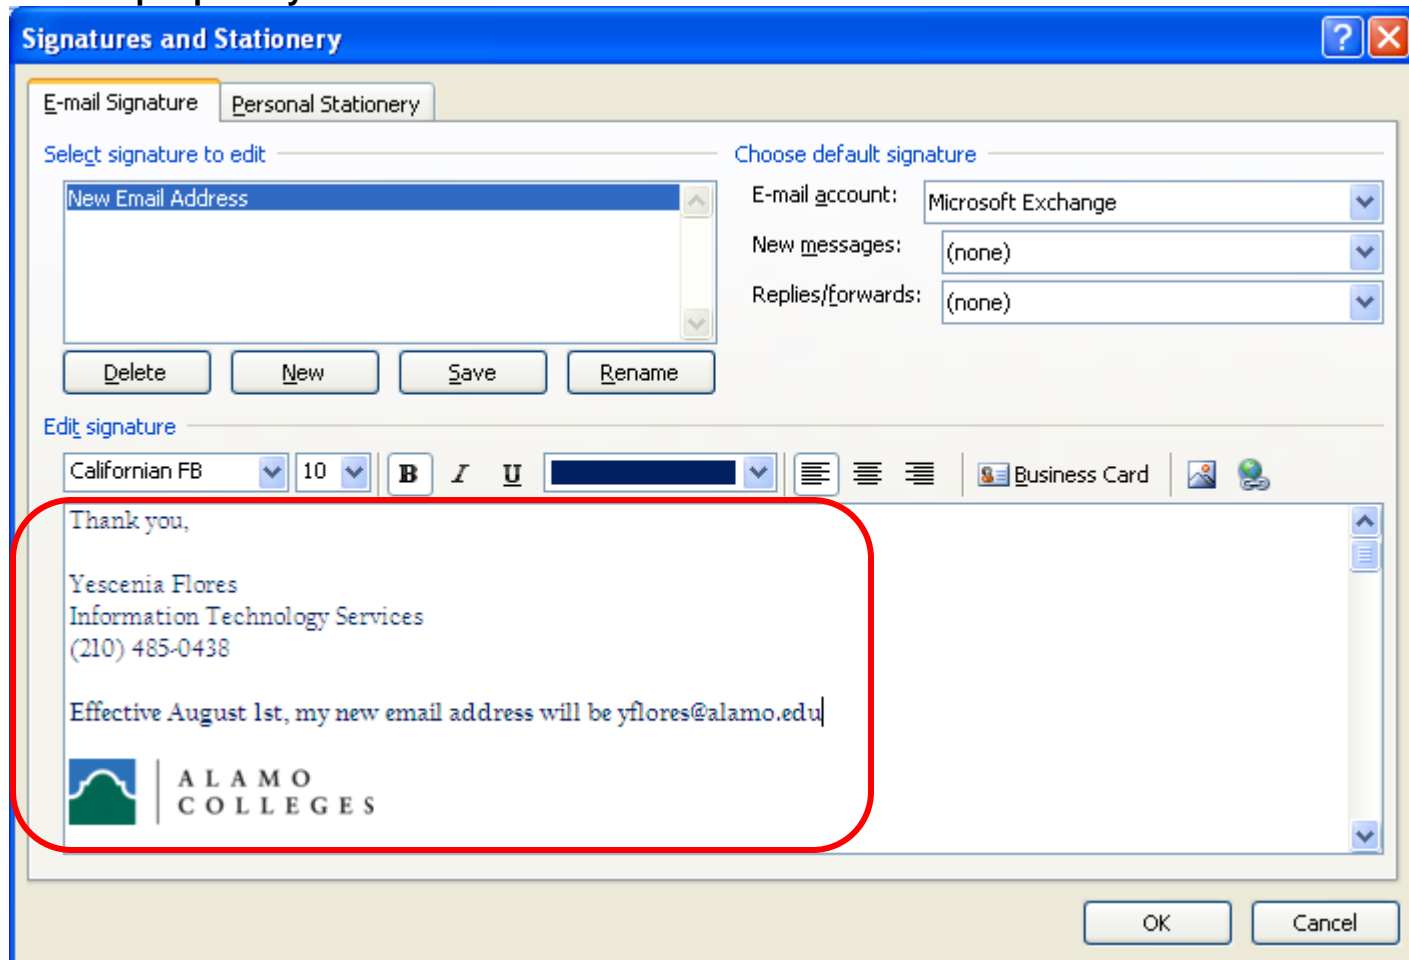 Signatures and Stationery
E-mail Signature Personal Stationery
Select signature to edit Choose default signature
New Email Address
E-mail account: Microsoft Exchange
New messages: (none)
Replies/forwards: (none)
Delete New Save Rename
Edit signature
Californian FB 10 B I U Business Card
Thank you,
Yescenia Flores
Information Technology Services
(210) 485-0438
Effective August 1st, my new email address will be yflores@alamo.edu
ALAMO
COLLEGES
OK Cancel